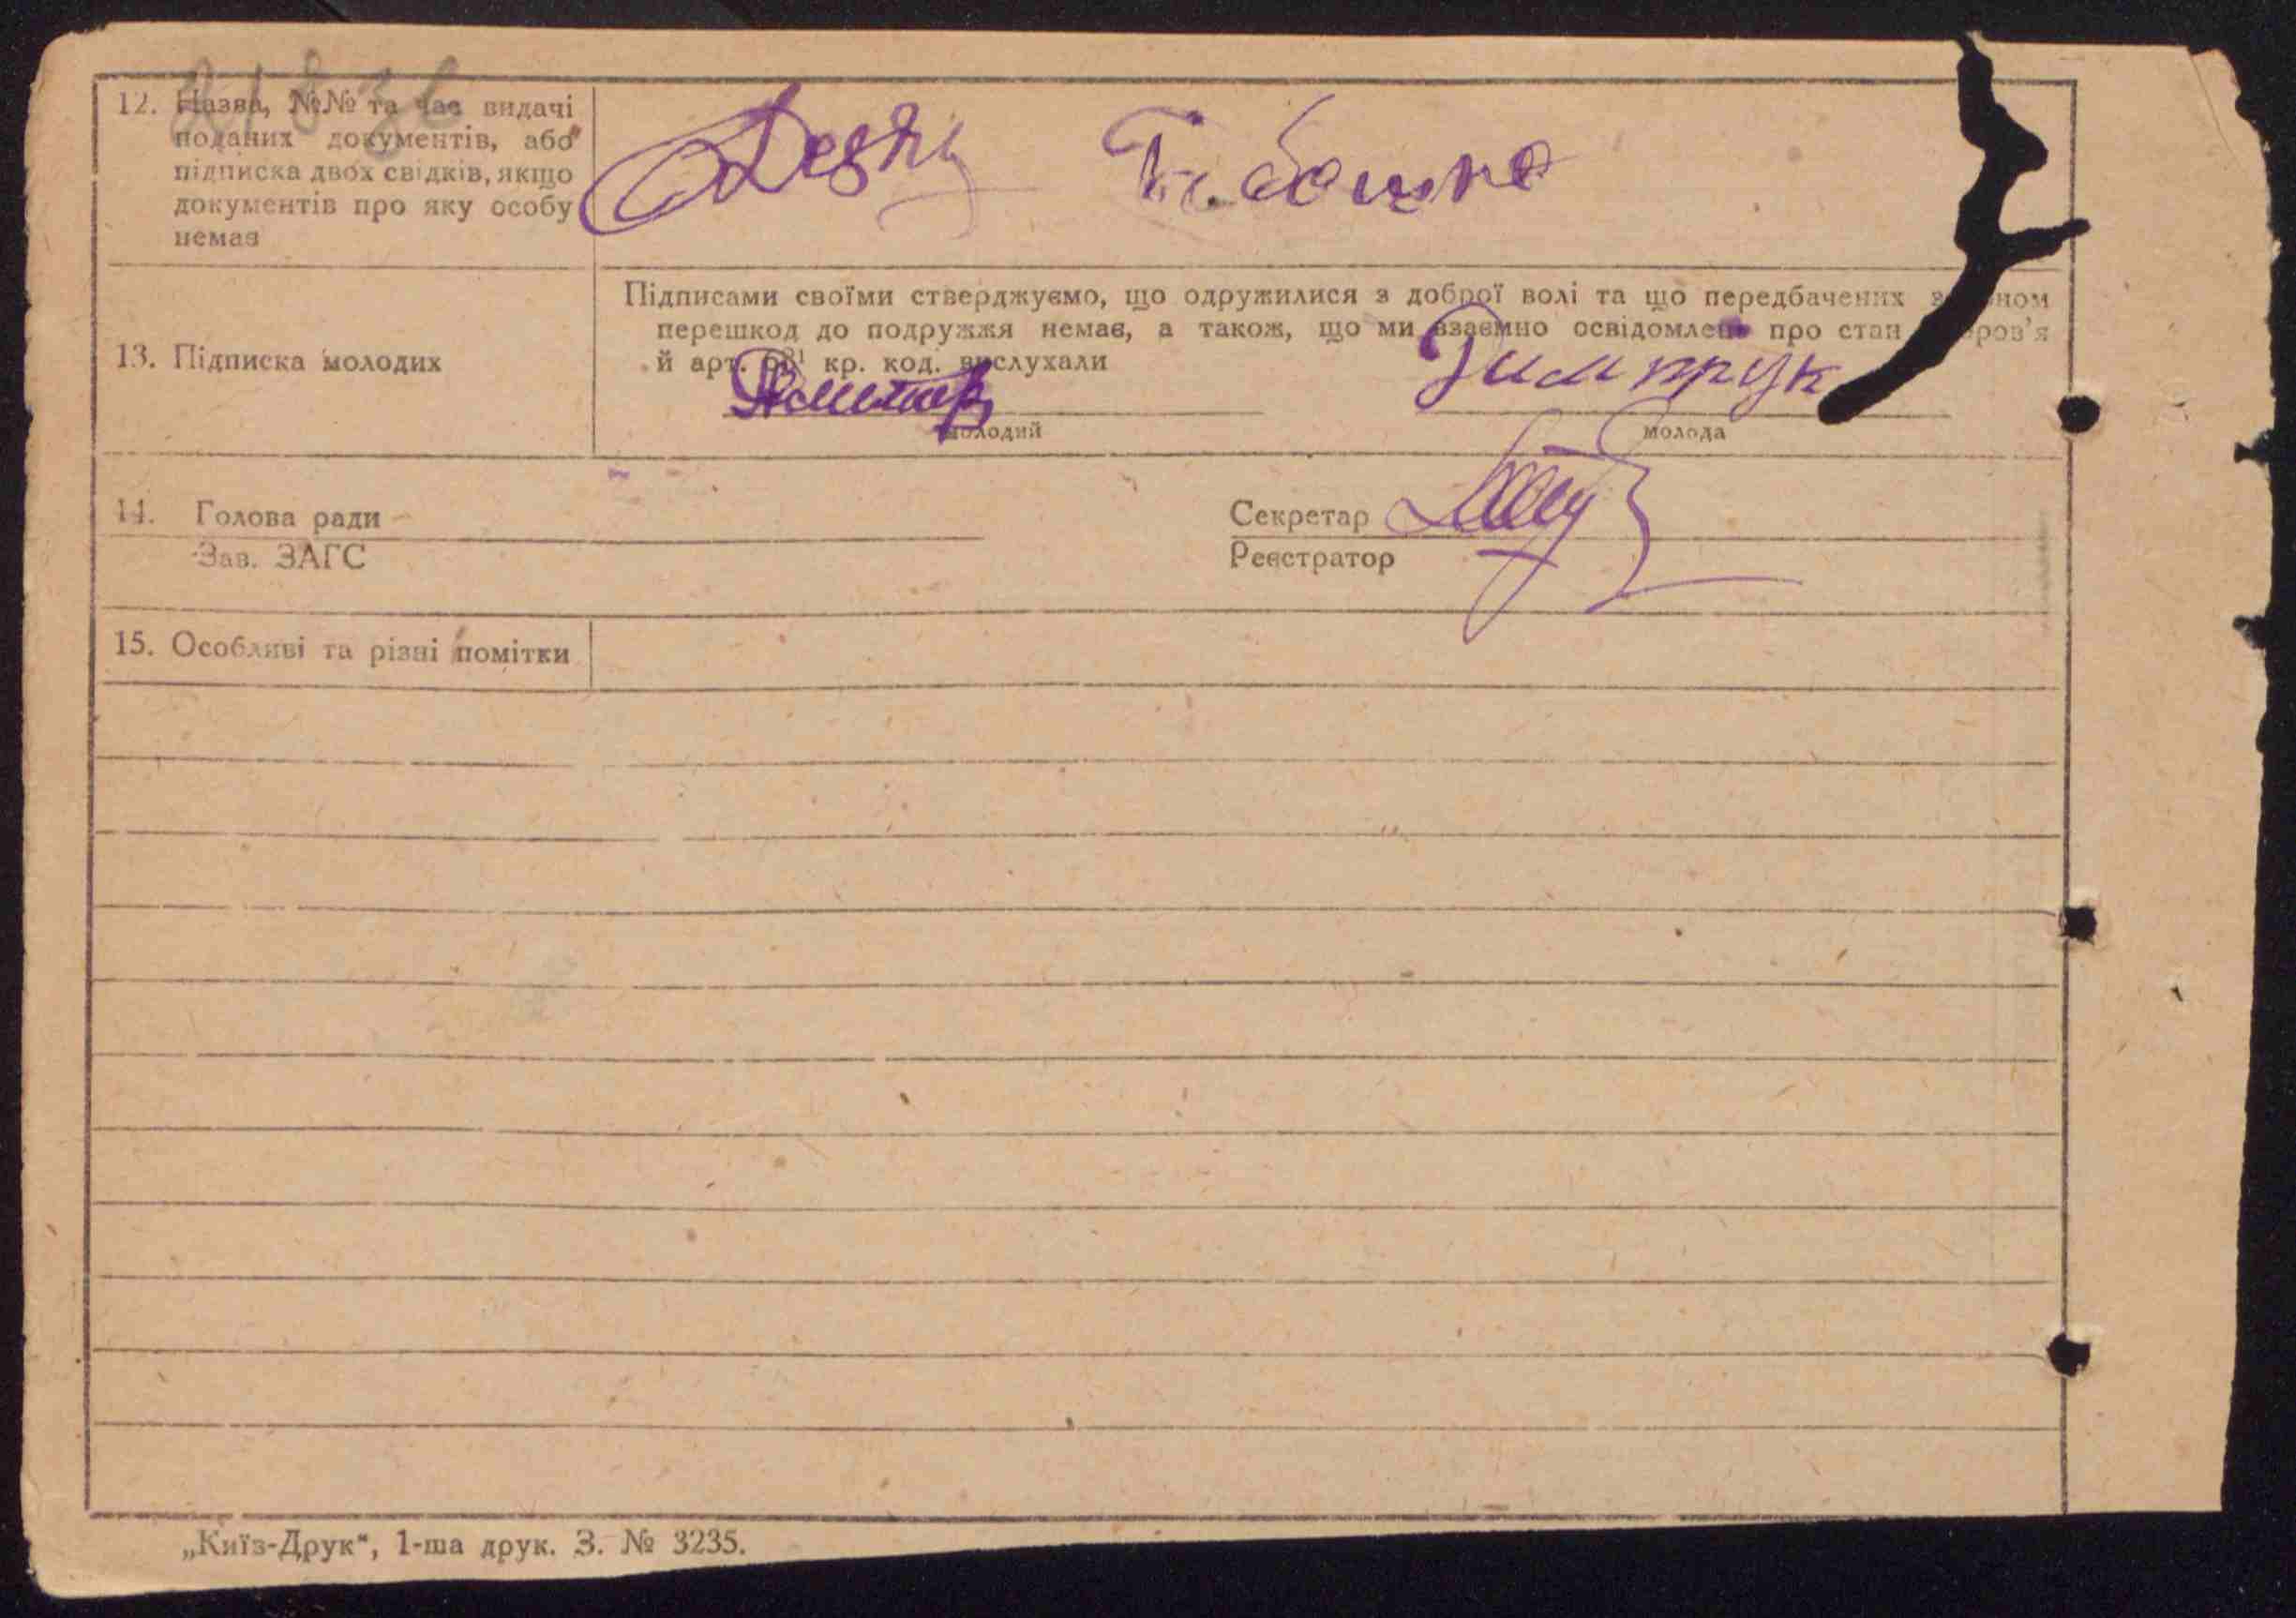 12. Назва, №№ та час видачі
поданих документів, або
підписка двох свідків, якщо
документів про яку особу
немає
13. Підписка молодих
Підписами своїми стверджуємо, що одружилися з доброї волі та що передбачених
перешкод до подружжя немає, а також, що ми взаємно освідомлені про стан
й арт. кр. код. вислухали
Димтрук
молодий молода
14. Голова ради Секретар
Зав. ЗАГС Реєстратор
15. Особливі та різні помітки
„Київ-Друк“, 1-ша друк. З. № 3235.